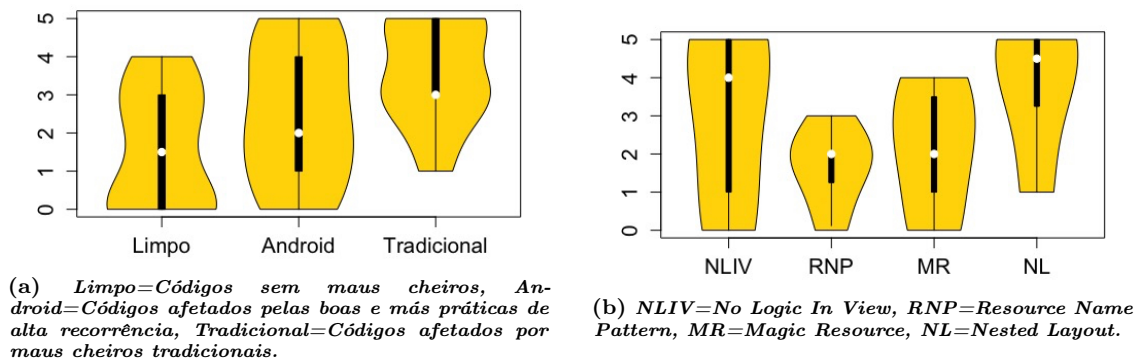 5
4
3
2
1
0
Limpo Android Tradicional
(a) Limpo=Códigos sem maus cheiros, An-
droid=Códigos afetados pelas boas e más práticas de
alta recorrência, Tradicional=Códigos afetados por
maus cheiros tradicionais.
5
4
3
2
1
0
NLIV RNP MR NL
(b) NLIV=No Logic In View, RNP=Resource Name
Pattern, MR=Magic Resource, NL=Nested Layout.